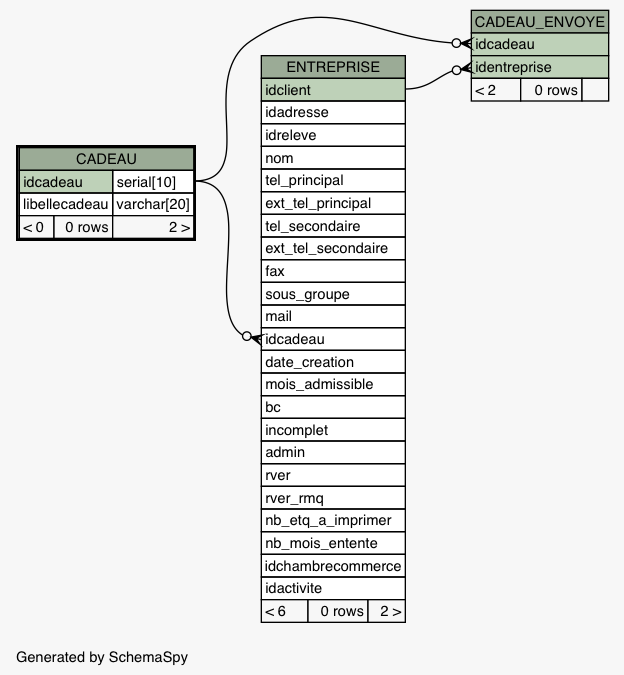 CADEAU_ENVOYE
idcadeau
identreprise
< 2 0 rows
ENTREPRISE
idclient
idadresse
idreleve
nom
tel_principal
ext_tel_principal
tel_secondaire
ext_tel_secondaire
fax
sous_groupe
mail
idcadeau
date_creation
mois_admissible
bc
incomplet
admin
rver
rver_rmq
nb_etq_a_imprimer
nb_mois_entente
idchambrecommerce
idactivite
< 6 0 rows 2 >
CADEAU
idcadeau serial[10]
libellecadeau varchar[20]
< 0 0 rows 2 >
Generated by SchemaSpy